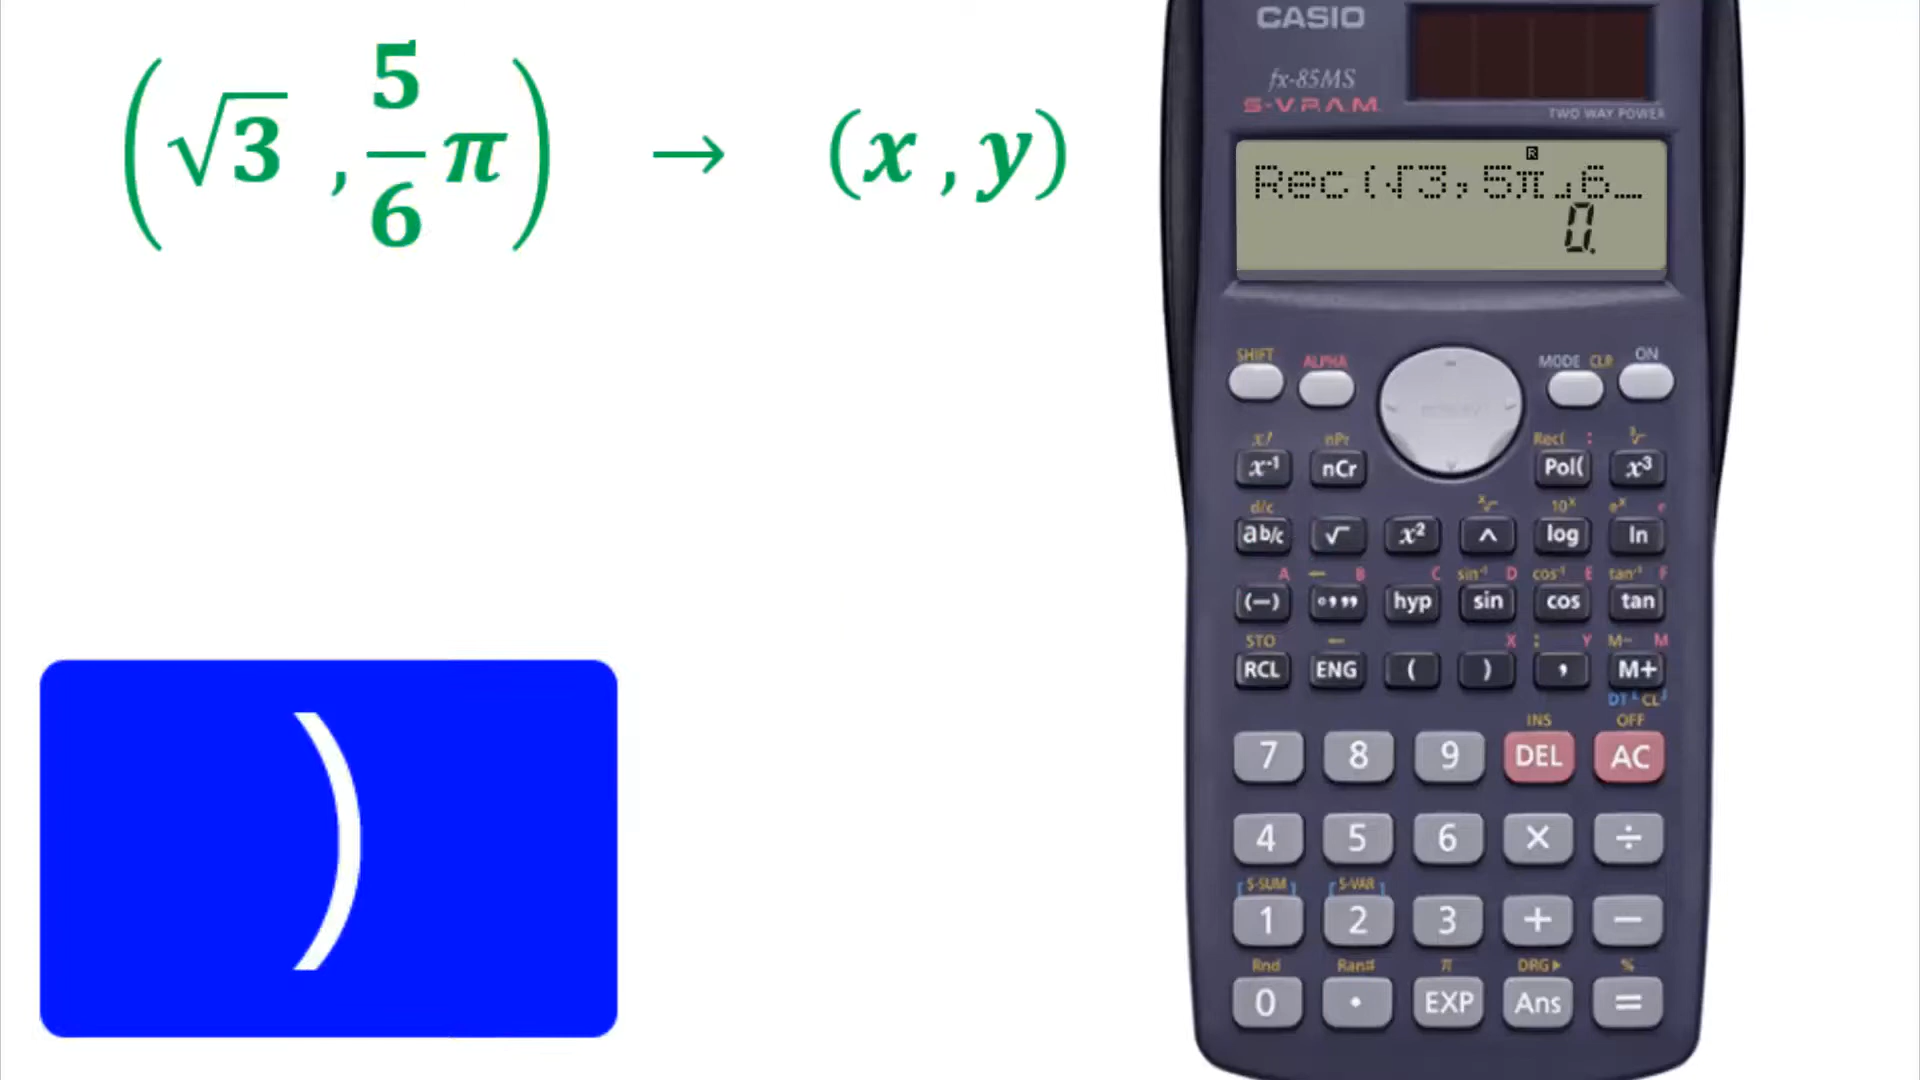 (√3 , 5/6 π) → (x , y)
)
CASIO
fx-85MS
S-V.P.A.M.
TWO WAY POWER
R
Rec(√3,5π⌟6_
0.
SHIFT ALPHA MODE CLR ON
x! nPr Rec( : ³√
x⁻¹ nCr Pol( x³
d/c ˣ√ 10ˣ eˣ e
ab/c √ x² ^ log ln
A ← B C sin⁻¹ D cos⁻¹ E tan⁻¹ F
(−) °,,, hyp sin cos tan
STO ← X ; Y M− M
RCL ENG ( ) , M+
DT CL
INS OFF
7 8 9 DEL AC
4 5 6 × ÷
S-SUM S-VAR
1 2 3 + −
Rnd Ran# π DRG▶ %
0 . EXP Ans =